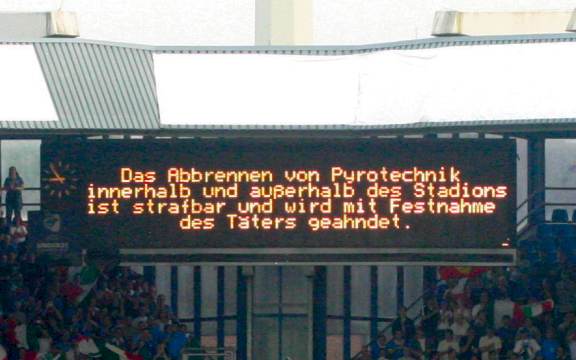 Das Abbrennen von Pyrotechnik
innerhalb und außerhalb des Stadions
ist strafbar und wird mit Festnahme
des Täters geahndet.